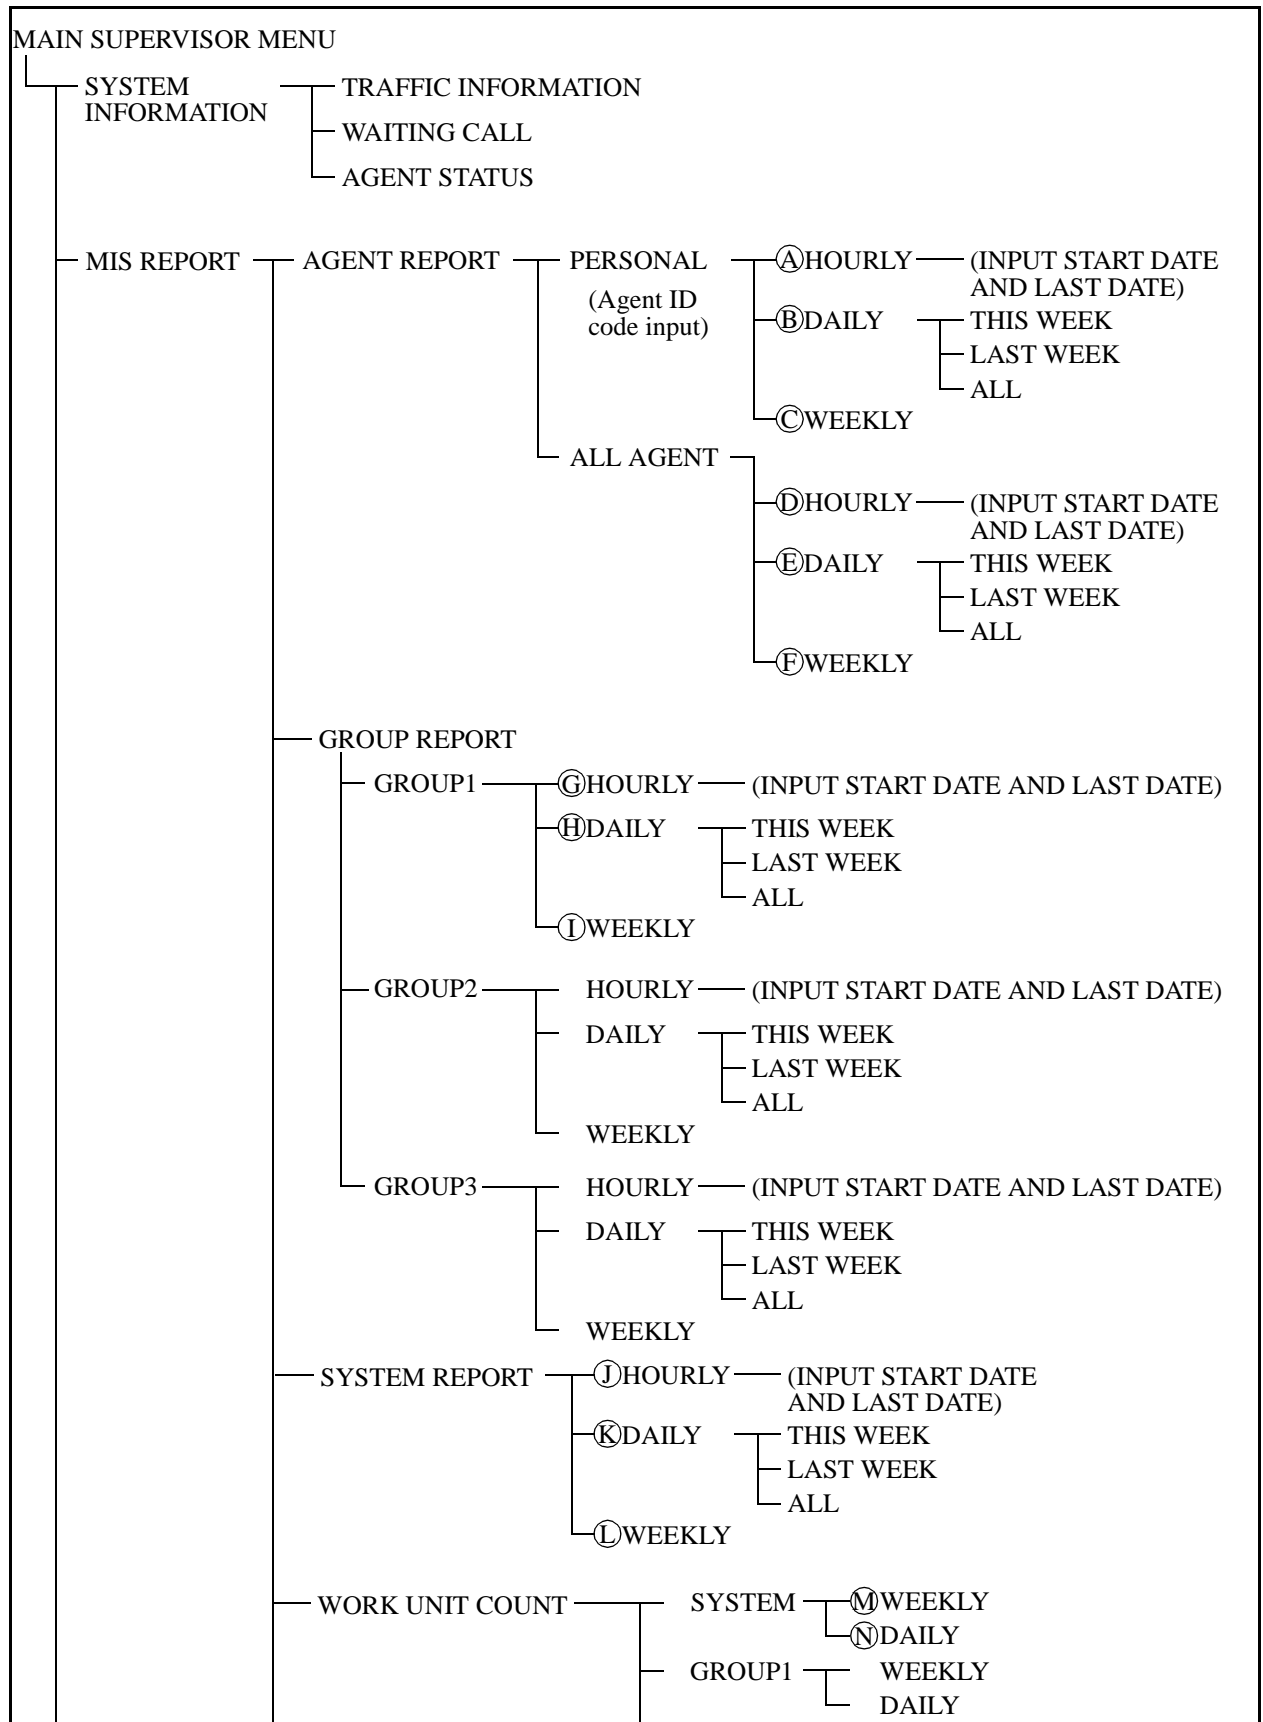 MAIN SUPERVISOR MENU
SYSTEM
INFORMATION
TRAFFIC INFORMATION
WAITING CALL
AGENT STATUS
MIS REPORT
AGENT REPORT
PERSONAL
(Agent ID
code input)
A HOURLY
(INPUT START DATE
AND LAST DATE)
B DAILY
THIS WEEK
LAST WEEK
ALL
C WEEKLY
ALL AGENT
D HOURLY
(INPUT START DATE
AND LAST DATE)
E DAILY
THIS WEEK
LAST WEEK
ALL
F WEEKLY
GROUP REPORT
GROUP1
G HOURLY
(INPUT START DATE AND LAST DATE)
H DAILY
THIS WEEK
LAST WEEK
ALL
I WEEKLY
GROUP2
HOURLY
(INPUT START DATE AND LAST DATE)
DAILY
THIS WEEK
LAST WEEK
ALL
WEEKLY
GROUP3
HOURLY
(INPUT START DATE AND LAST DATE)
DAILY
THIS WEEK
LAST WEEK
ALL
WEEKLY
SYSTEM REPORT
J HOURLY
(INPUT START DATE
AND LAST DATE)
K DAILY
THIS WEEK
LAST WEEK
ALL
L WEEKLY
WORK UNIT COUNT
SYSTEM
M WEEKLY
N DAILY
GROUP1
WEEKLY
DAILY